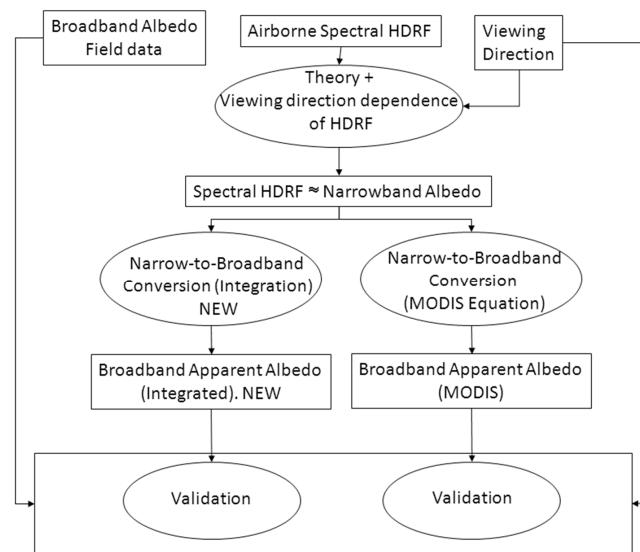 Broadband Albedo
Field data
Airborne Spectral HDRF
Viewing
Direction
Theory +
Viewing direction dependence
of HDRF
Spectral HDRF ≈ Narrowband Albedo
Narrow-to-Broadband
Conversion (Integration)
NEW
Narrow-to-Broadband
Conversion
(MODIS Equation)
Broadband Apparent Albedo
(Integrated). NEW
Broadband Apparent Albedo
(MODIS)
Validation
Validation